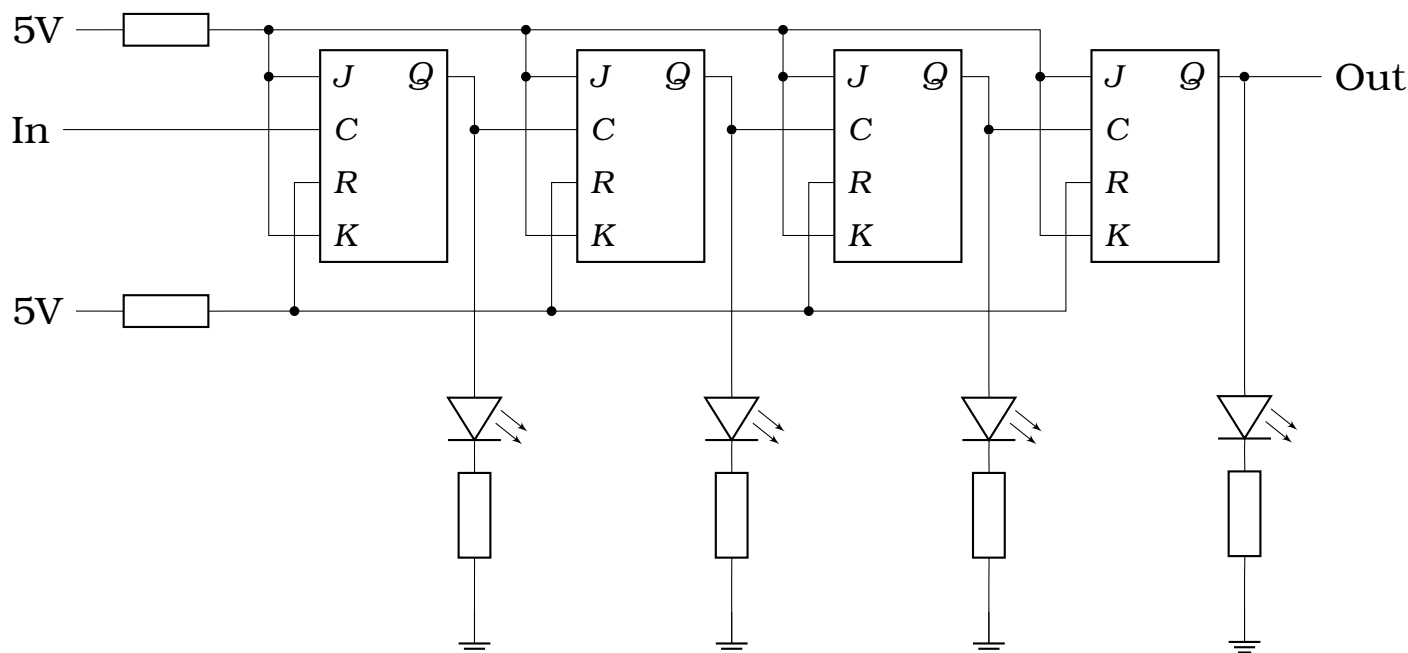 5V
J Q J Q J Q J Q Out
In C C C C
R R R R
K K K K
5V